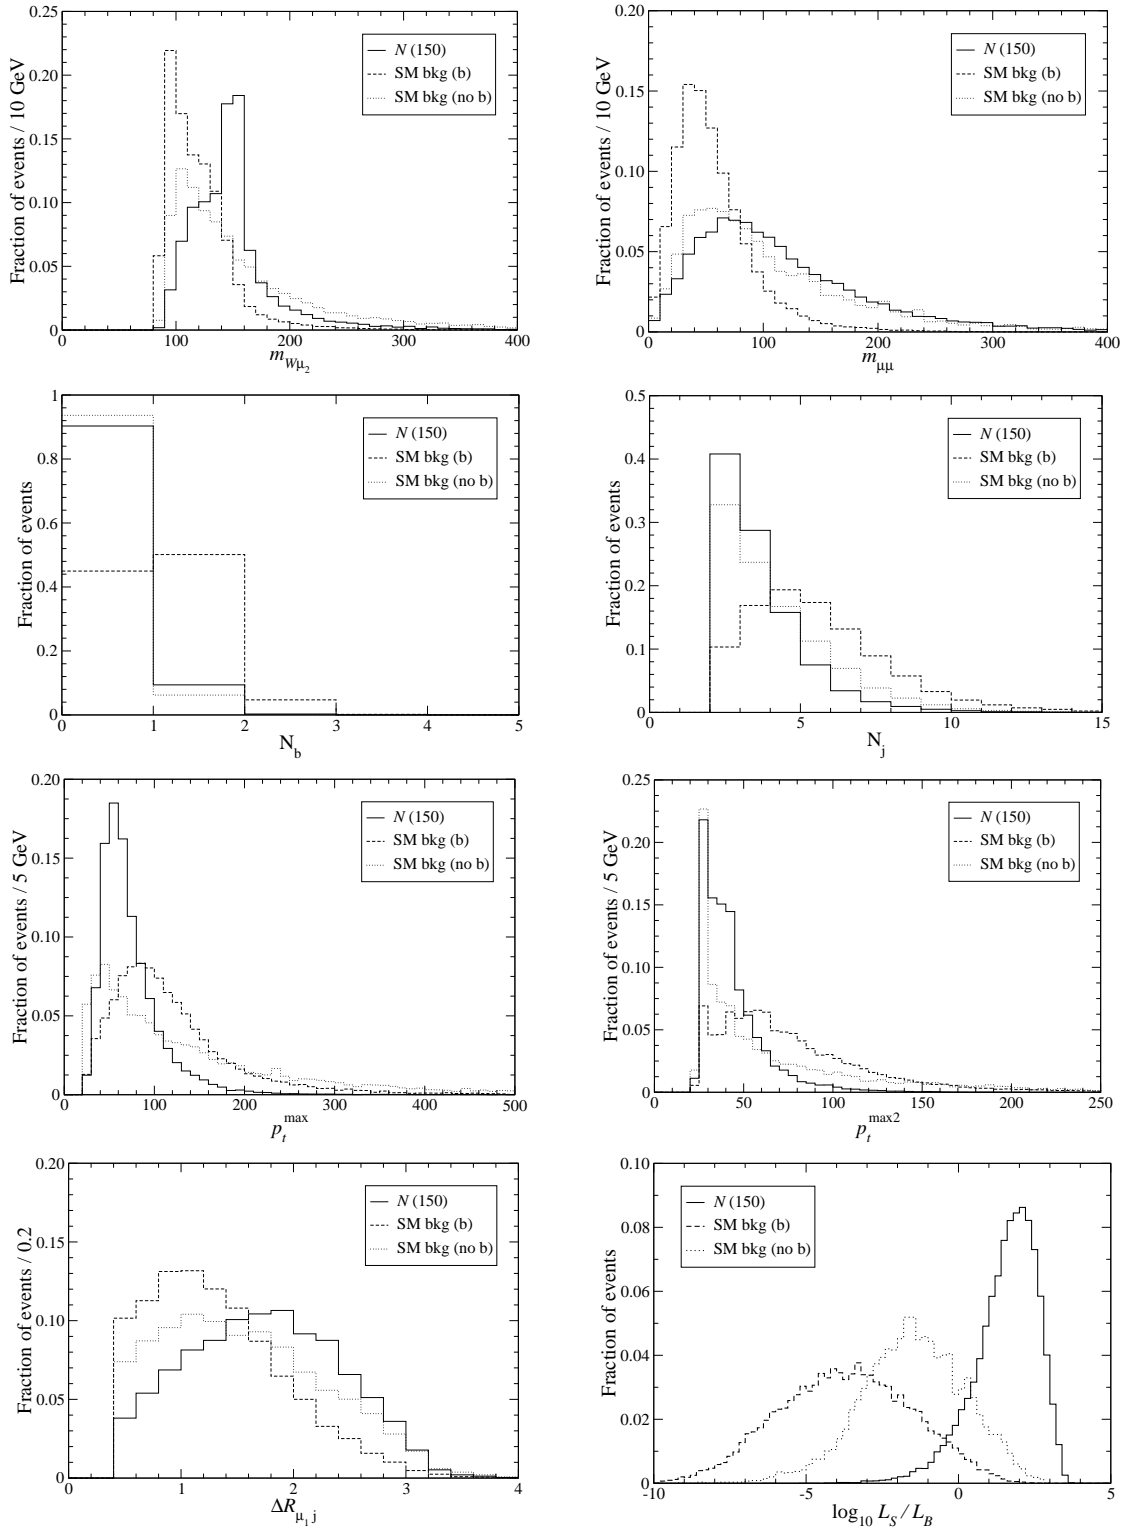 0.25
0.20
0.15
0.10
0.05
0
Fraction of events / 10 GeV
N (150)
SM bkg (b)
SM bkg (no b)
0 100 200 300 400
m_{Wμ_2}
0.20
0.15
0.10
0.05
0
Fraction of events / 10 GeV
N (150)
SM bkg (b)
SM bkg (no b)
0 100 200 300 400
m_{μμ}
1
0.8
0.6
0.4
0.2
0
Fraction of events
N (150)
SM bkg (b)
SM bkg (no b)
0 1 2 3 4 5
N_b
0.5
0.4
0.3
0.2
0.1
0
Fraction of events
N (150)
SM bkg (b)
SM bkg (no b)
0 5 10 15
N_j
0.20
0.15
0.10
0.05
0
Fraction of events / 5 GeV
N (150)
SM bkg (b)
SM bkg (no b)
0 100 200 300 400 500
p_t^{max}
0.25
0.20
0.15
0.10
0.05
0
Fraction of events / 5 GeV
N (150)
SM bkg (b)
SM bkg (no b)
0 50 100 150 200 250
p_t^{max2}
0.20
0.15
0.10
0.05
0
Fraction of events / 0.2
N (150)
SM bkg (b)
SM bkg (no b)
0 1 2 3 4
ΔR_{μ_1 j}
0.10
0.08
0.06
0.04
0.02
0
Fraction of events
N (150)
SM bkg (b)
SM bkg (no b)
-10 -5 0 5
log_{10} L_S / L_B